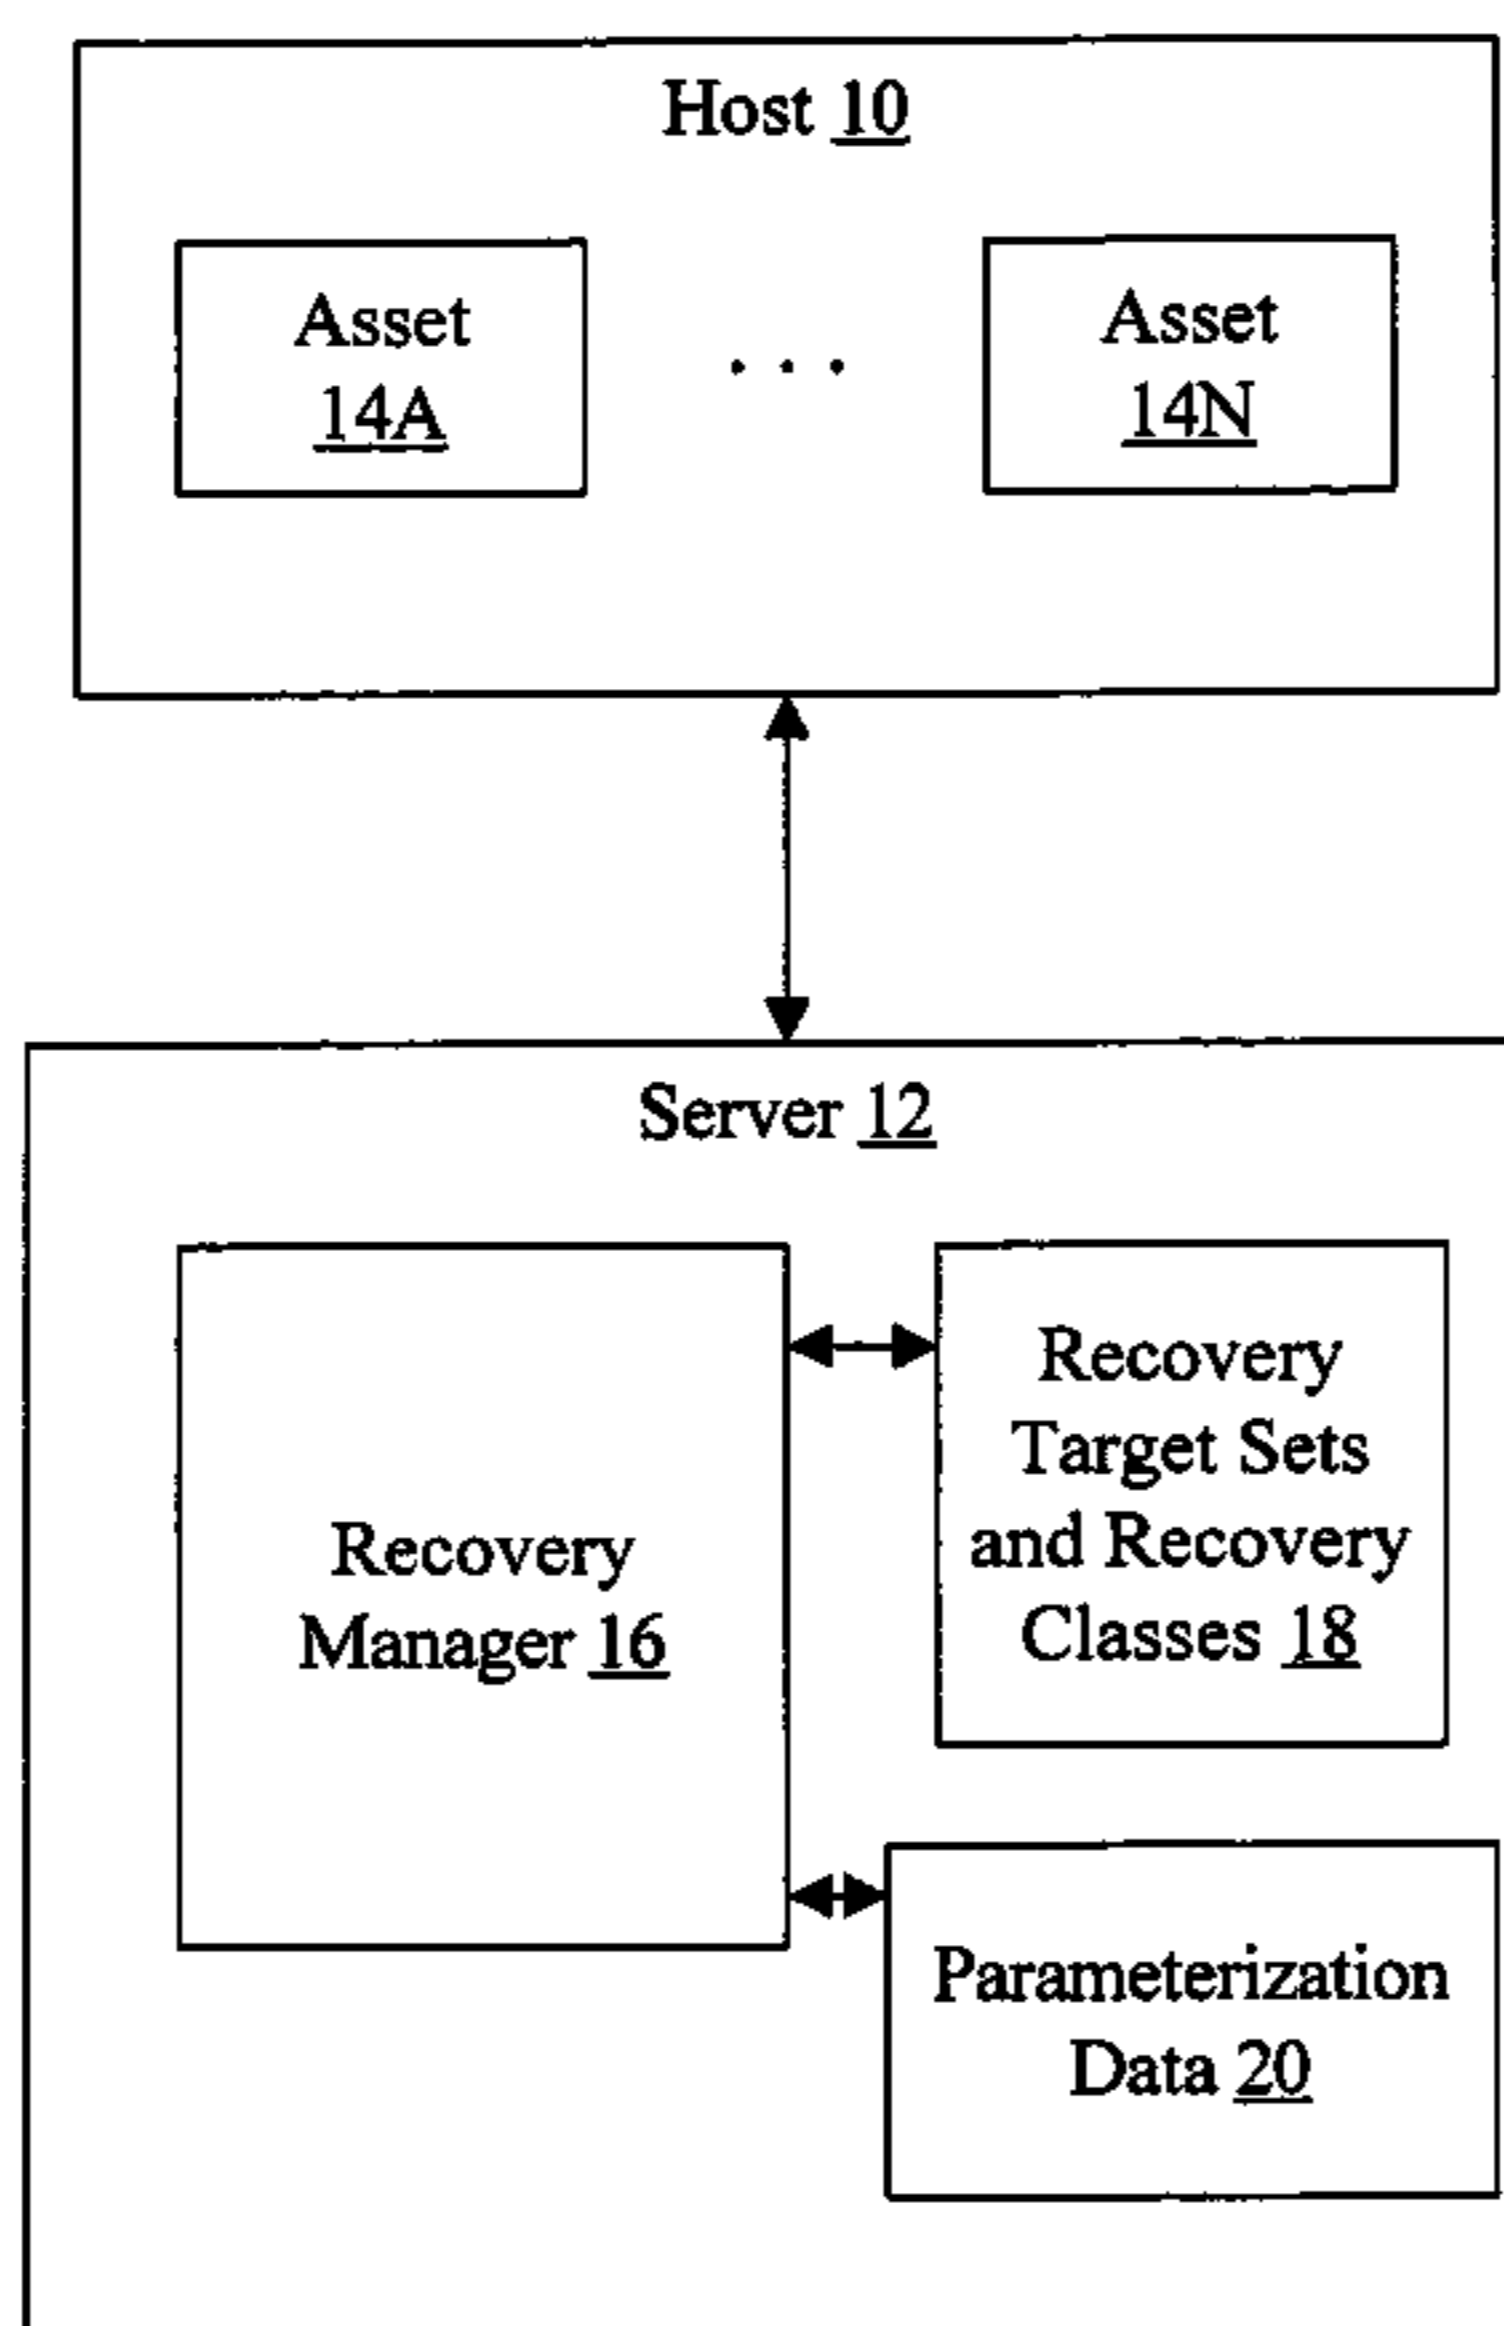 Host 10
Asset
14A
. . .
Asset
14N
Server 12
Recovery
Manager 16
Recovery
Target Sets
and Recovery
Classes 18
Parameterization
Data 20